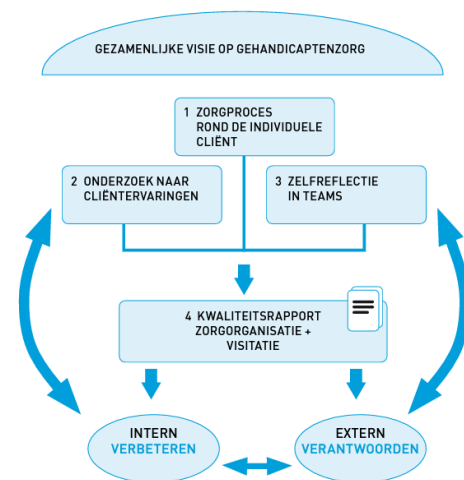 GEZAMENLIJKE VISIE OP GEHANDICAPTENZORG
1 ZORGPROCES
ROND DE INDIVIDUELE
CLIËNT
2 ONDERZOEK NAAR
CLIËNTERVARINGEN
3 ZELFREFLECTIE
IN TEAMS
4 KWALITEITSRAPPORT
ZORGORGANISATIE +
VISITATIE
INTERN
VERBETEREN
EXTERN
VERANTWOORDEN